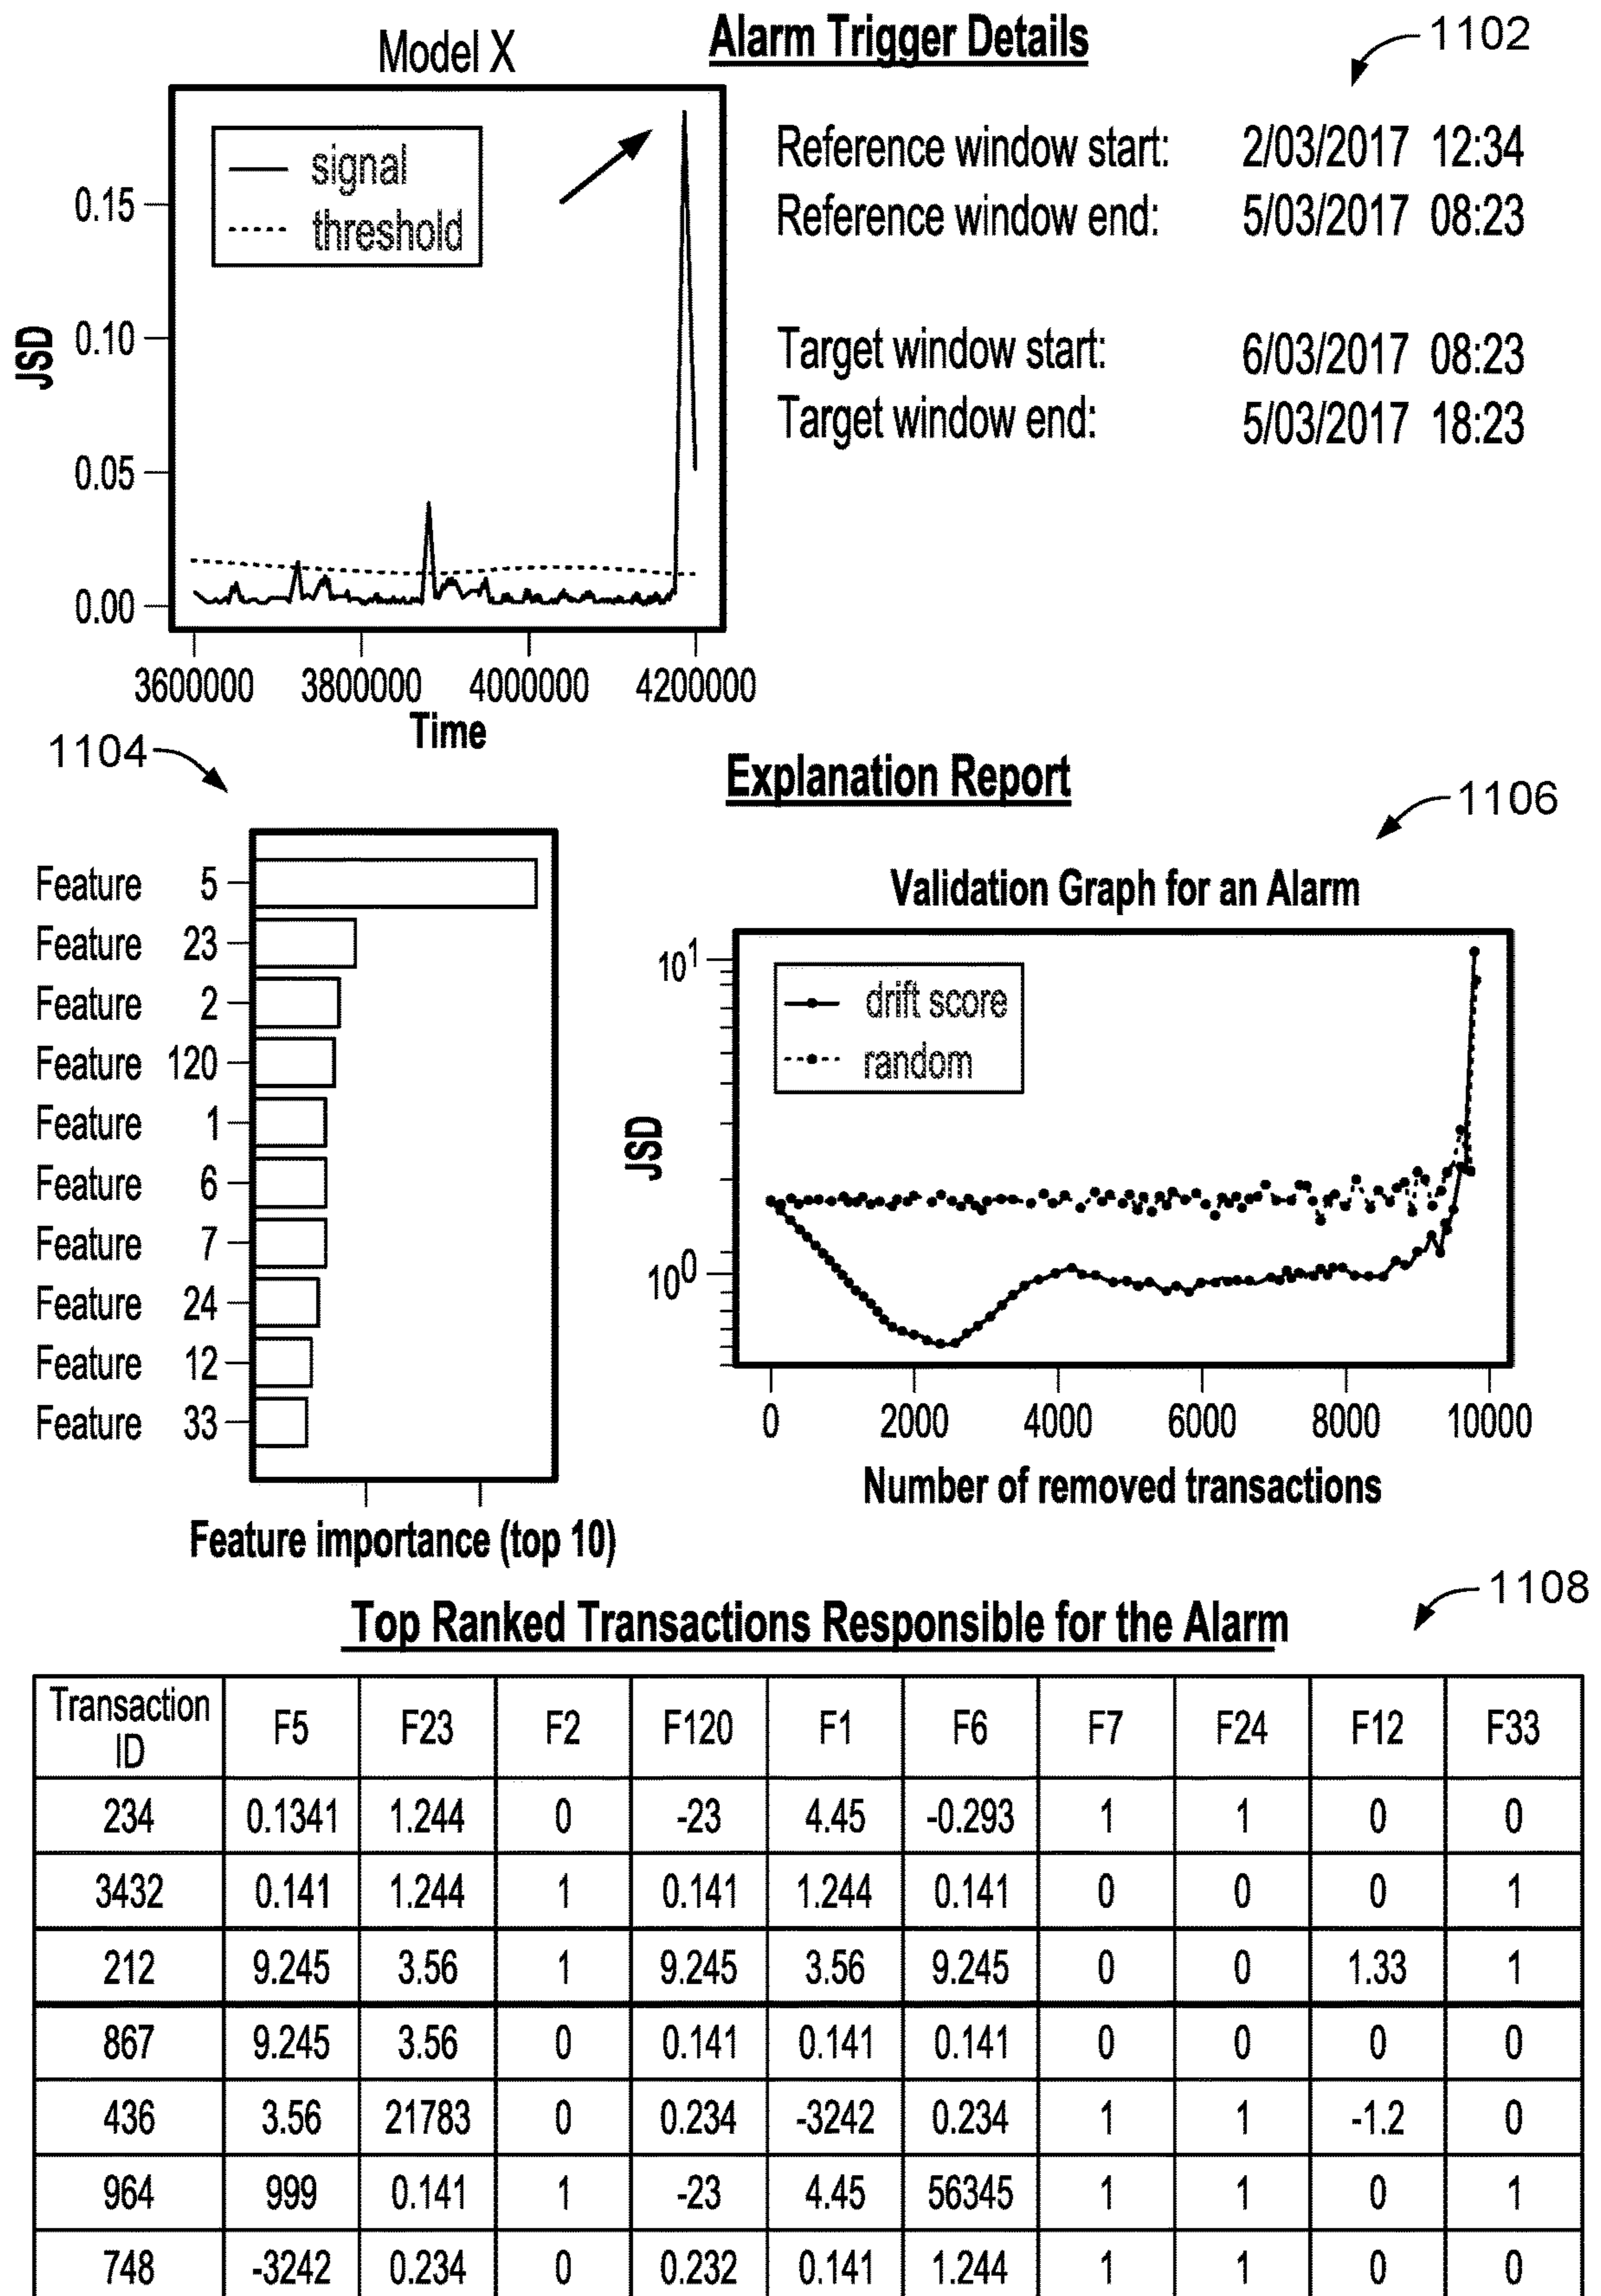 Model X
Alarm Trigger Details
1102
signal
threshold
0.15
0.10
0.05
0.00
JSD
3600000 3800000 4000000 4200000
Time
Reference window start: 2/03/2017 12:34
Reference window end: 5/03/2017 08:23
Target window start: 6/03/2017 08:23
Target window end: 5/03/2017 18:23
1104
Explanation Report
1106
Feature 5
Feature 23
Feature 2
Feature 120
Feature 1
Feature 6
Feature 7
Feature 24
Feature 12
Feature 33
Feature importance (top 10)
Validation Graph for an Alarm
drift score
random
10¹
10⁰
JSD
0 2000 4000 6000 8000 10000
Number of removed transactions
1108
Top Ranked Transactions Responsible for the Alarm
Transaction ID F5 F23 F2 F120 F1 F6 F7 F24 F12 F33
234 0.1341 1.244 0 -23 4.45 -0.293 1 1 0 0
3432 0.141 1.244 1 0.141 1.244 0.141 0 0 0 1
212 9.245 3.56 1 9.245 3.56 9.245 0 0 1.33 1
867 9.245 3.56 0 0.141 0.141 0.141 0 0 0 0
436 3.56 21783 0 0.234 -3242 0.234 1 1 -1.2 0
964 999 0.141 1 -23 4.45 56345 1 1 0 1
748 -3242 0.234 0 0.232 0.141 1.244 1 1 0 0